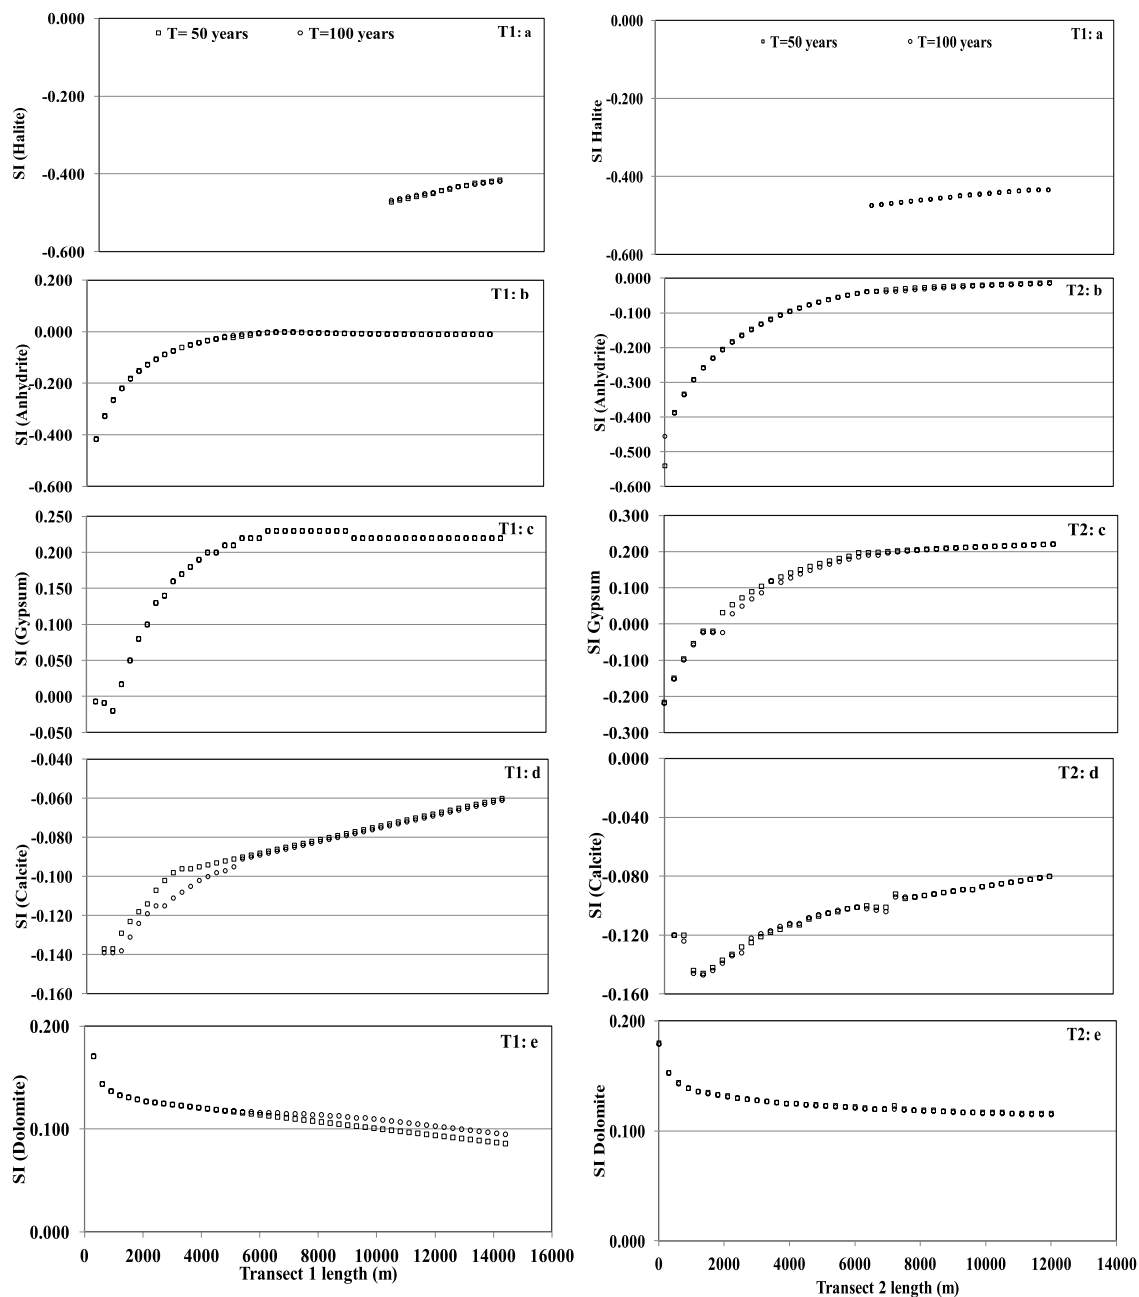 0.000
-0.200
-0.400
-0.600
SI (Halite)
T= 50 years
T=100 years
T1: a
0.000
-0.200
-0.400
-0.600
SI Halite
T=50 years
T=100 years
T1: a
0.200
0.000
-0.200
-0.400
-0.600
SI (Anhydrite)
T1: b
0.000
-0.100
-0.200
-0.300
-0.400
-0.500
-0.600
SI (Anhydrite)
T2: b
0.250
0.200
0.150
0.100
0.050
0.000
-0.050
SI (Gypsum)
T1: c
0.300
0.200
0.100
0.000
-0.100
-0.200
-0.300
SI Gypsum
T2: c
-0.040
-0.060
-0.080
-0.100
-0.120
-0.140
-0.160
SI (Calcite)
T1: d
0.000
-0.040
-0.080
-0.120
-0.160
SI (Calcite)
T2: d
0.200
0.100
0.000
SI (Dolomite)
T1: e
0 2000 4000 6000 8000 10000 12000 14000 16000
Transect 1 length (m)
0.200
0.100
0.000
SI Dolomite
T2: e
0 2000 4000 6000 8000 10000 12000 14000
Transect 2 length (m)